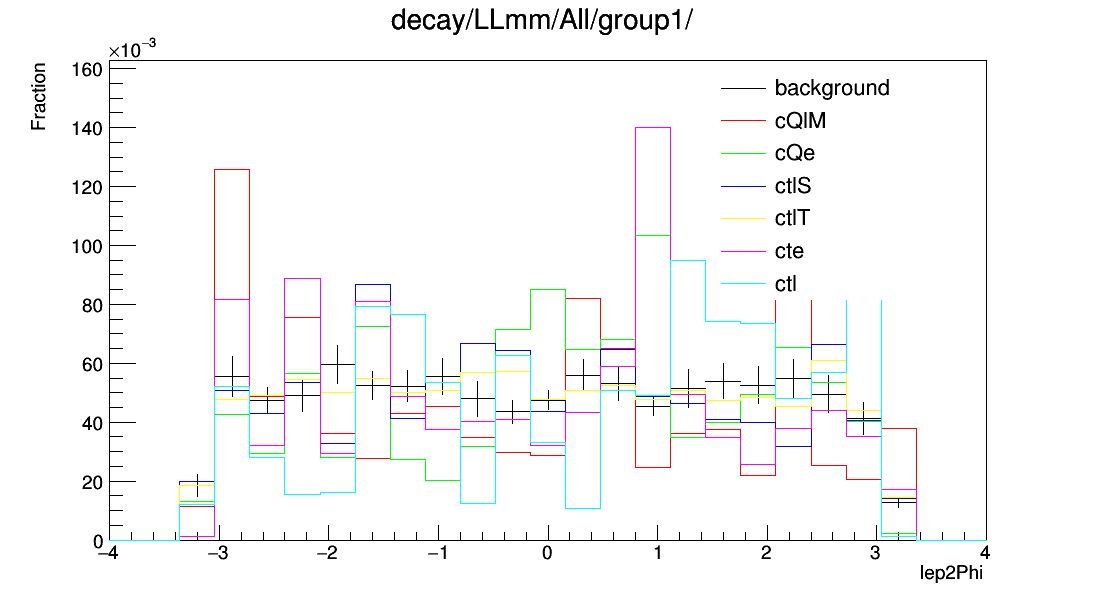 decay/LLmm/All/group1/
×10⁻³
Fraction
160
140
120
100
80
60
40
20
0
background
cQlM
cQe
ctlS
ctlT
cte
ctl
−4 −3 −2 −1 0 1 2 3 4
lep2Phi